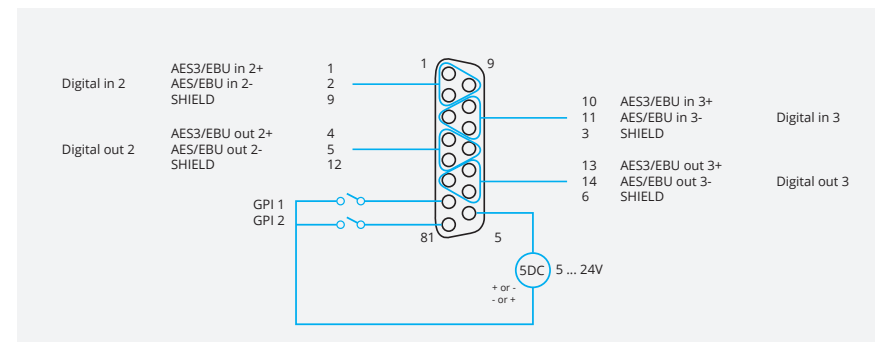 1 9
AES3/EBU in 2+ 1
Digital in 2 AES/EBU in 2- 2
SHIELD 9
10 AES3/EBU in 3+
11 AES/EBU in 3- Digital in 3
3 SHIELD
AES3/EBU out 2+ 4
Digital out 2 AES/EBU out 2- 5
SHIELD 12
13 AES3/EBU out 3+
14 AES/EBU out 3- Digital out 3
6 SHIELD
GPI 1
GPI 2
81 5
5DC 5 ... 24V
+ or -
- or +